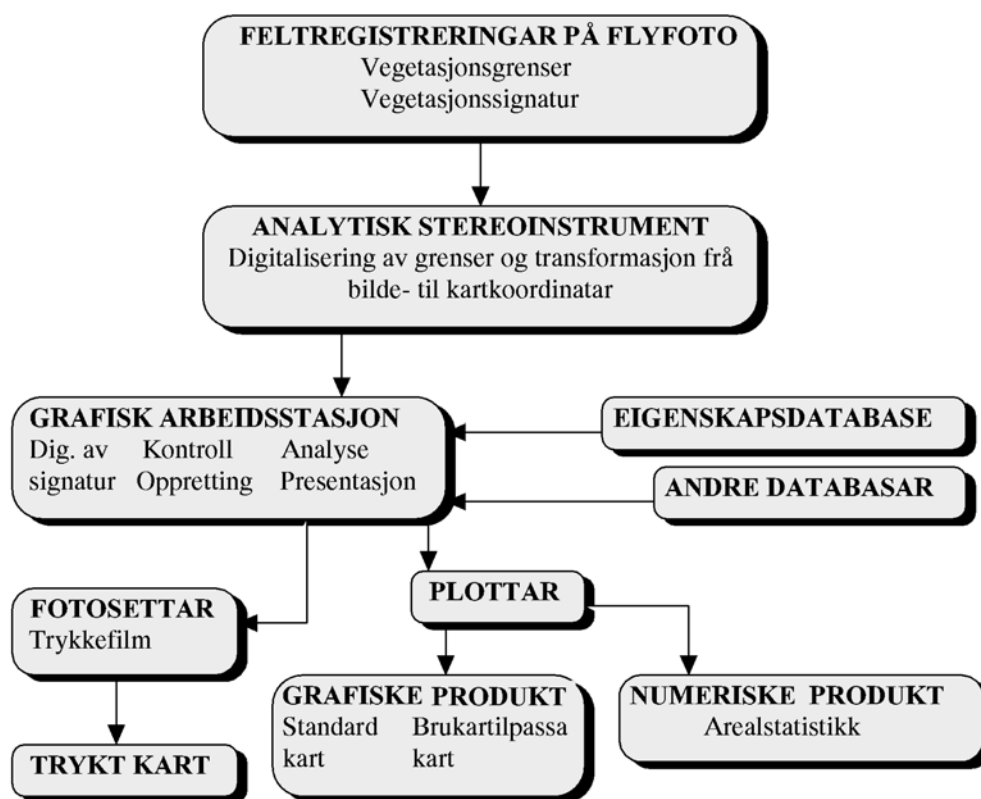 FELTREGISTRERINGAR PÅ FLYFOTO
Vegetasjonsgrenser
Vegetasjonssignatur
ANALYTISK STEREOINSTRUMENT
Digitalisering av grenser og transformasjon frå
bilde- til kartkoordinatar
GRAFISK ARBEIDSSTASJON
Dig. av Kontroll Analyse
signatur Oppretting Presentasjon
EIGENSKAPSDATABASE
ANDRE DATABASAR
PLOTTAR
FOTOSETTAR
Trykkefilm
GRAFISKE PRODUKT
Standard Brukartilpassa
kart kart
NUMERISKE PRODUKT
Arealstatistikk
TRYKT KART